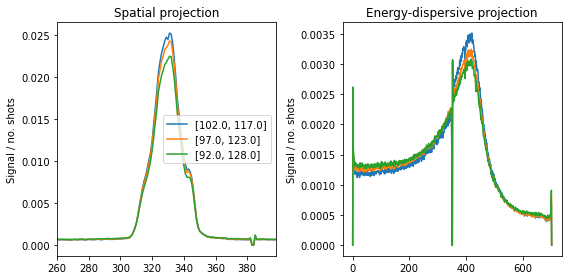 Spatial projection
Signal / no. shots
0.025
0.020
0.015
0.010
0.005
0.000
260 280 300 320 340 360 380
[102.0, 117.0]
[97.0, 123.0]
[92.0, 128.0]
Energy-dispersive projection
Signal / no. shots
0.0035
0.0030
0.0025
0.0020
0.0015
0.0010
0.0005
0.0000
0 200 400 600